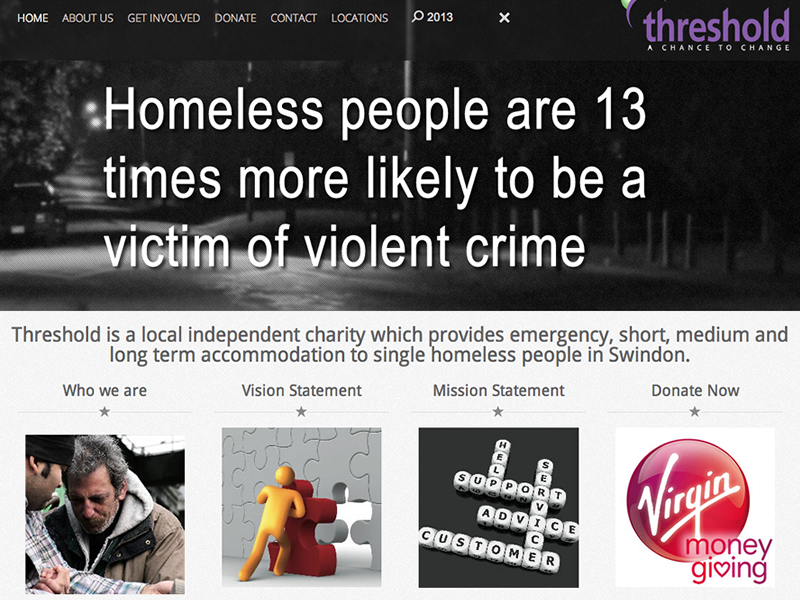 HOME ABOUT US GET INVOLVED DONATE CONTACT LOCATIONS 2013
threshold
A CHANCE TO CHANGE
Homeless people are 13
times more likely to be a
victim of violent crime
Threshold is a local independent charity which provides emergency, short, medium and
long term accommodation to single homeless people in Swindon.
Who we are Vision Statement Mission Statement Donate Now
HELP
SERVICE
SUPPORT
ADVICE
CUSTOMER
Virgin
money
giving